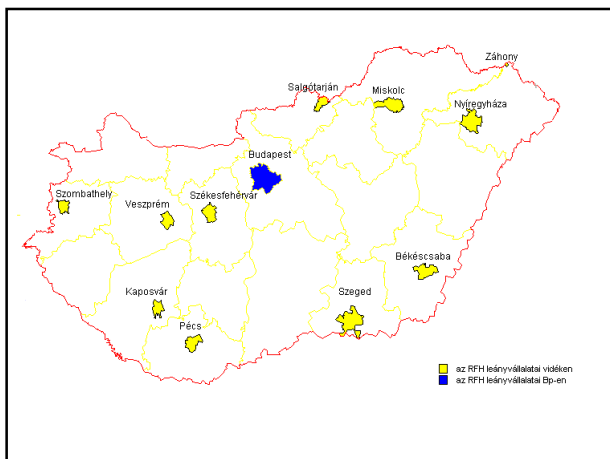 Záhony
Salgótarján
Miskolc
Nyíregyháza
Budapest
Szombathely
Veszprém
Székesfehérvár
Békéscsaba
Kaposvár
Szeged
Pécs
az RFH leányvállalatai vidéken
az RFH leányvállalatai Bp-en